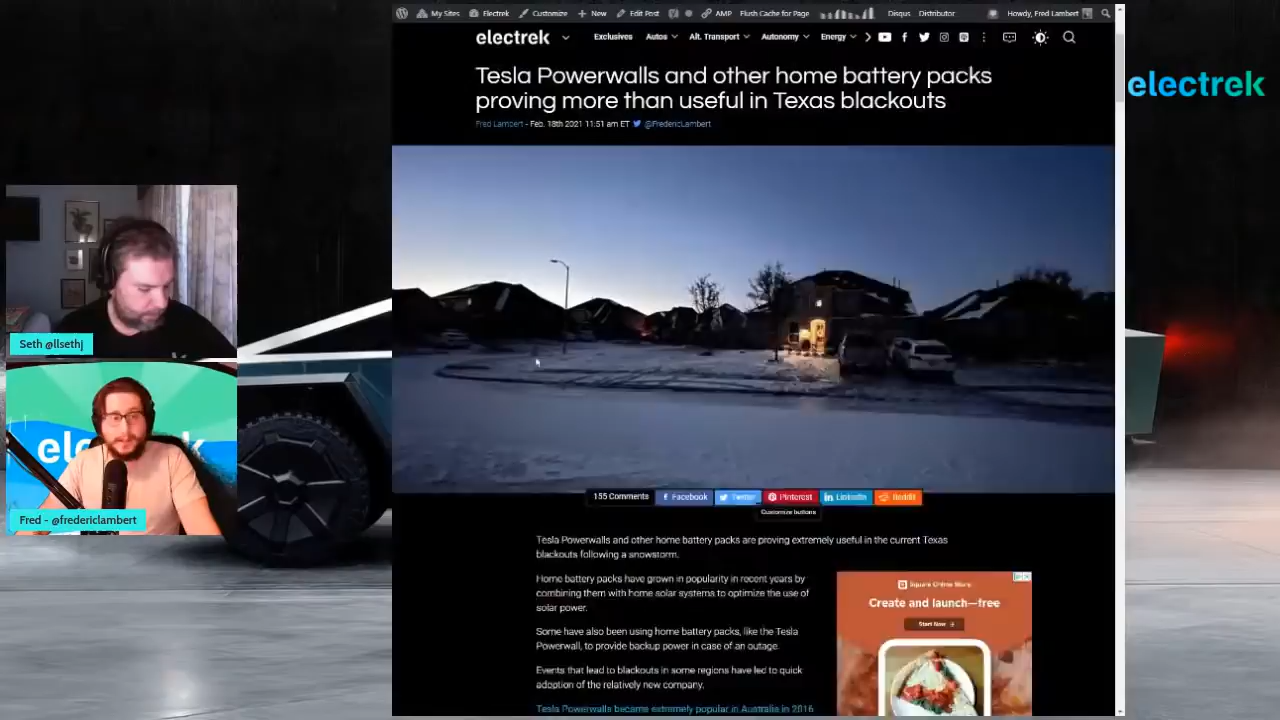 My Sites
Electrek
Customize
New
Edit Post
AMP
Flush Cache for Page
Disqus
Distributor
Howdy, Fred Lambert
electrek
Exclusives
Autos
Alt. Transport
Autonomy
Energy
Tesla Powerwalls and other home battery packs
proving more than useful in Texas blackouts
Fred Lambert - Feb. 18th 2021 11:51 am ET @FredericLambert
electrek
Seth @llsethj
Fred - @fredericlambert
155 Comments
Facebook
Twitter
Pinterest
LinkedIn
Reddit
Customize buttons
Tesla Powerwalls and other home battery packs are proving extremely useful in the current Texas
blackouts following a snowstorm.
Home battery packs have grown in popularity in recent years by
combining them with home solar systems to optimize the use of
solar power.
Some have also been using home battery packs, like the Tesla
Powerwall, to provide backup power in case of an outage.
Events that lead to blackouts in some regions have led to quick
adoption of the relatively new company.
Tesla Powerwalls became extremely popular in Australia in 2016
Square Online Store
Create and launch—free
Start Now